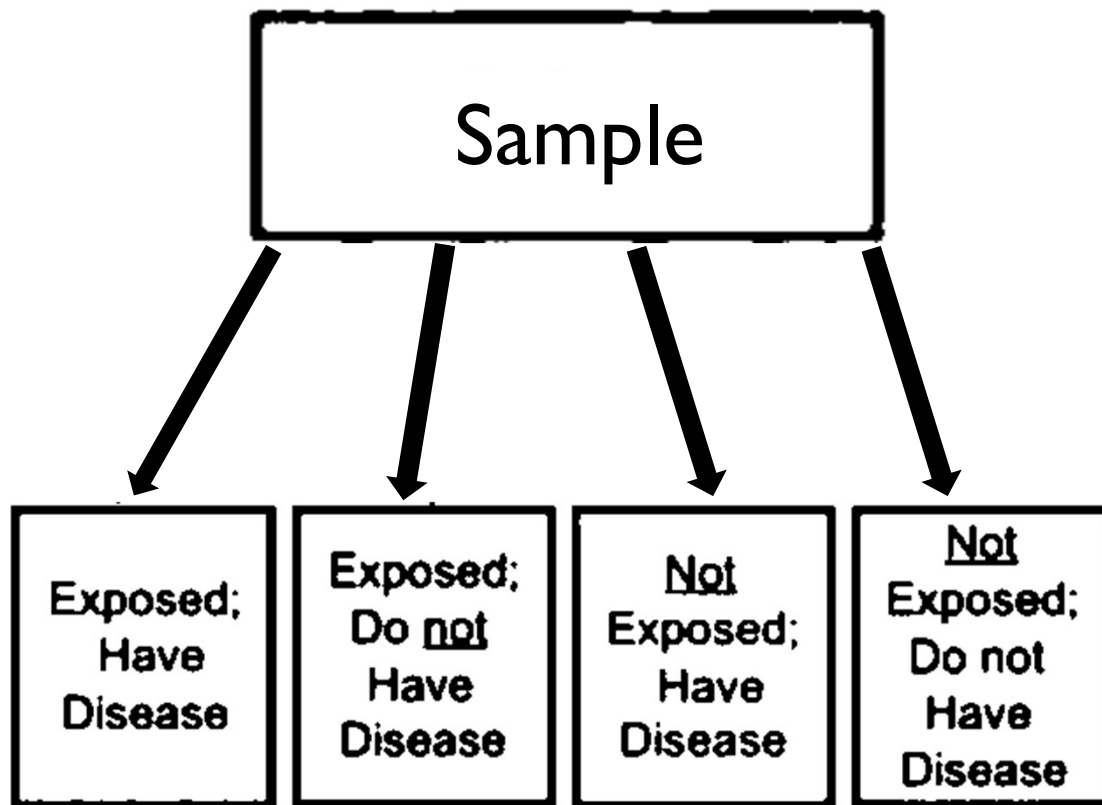 Sample
Exposed;
Have
Disease
Exposed;
Do not
Have
Disease
Not
Exposed;
Have
Disease
Not
Exposed;
Do not
Have
Disease